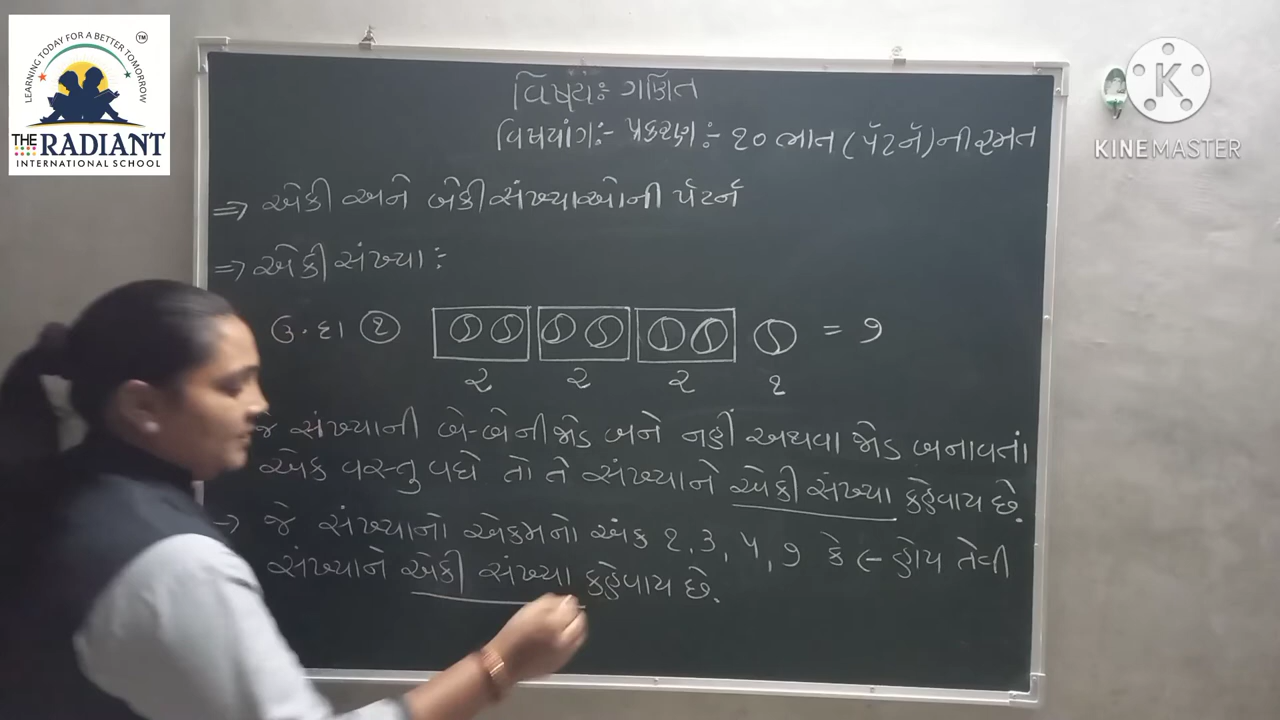 LEARNING TODAY FOR A BETTER TOMORROW
TM
THE RADIANT
INTERNATIONAL SCHOOL
K
KINEMASTER
વિષય:ઃ ગણિત
વિષયાંગ:- પ્રકરણ :- ૧૦ ભાત (પૅટર્ન) ની રમત
⇒ એકી અને બેકી સંખ્યાઓની પૅટર્ન
⇒ એકી સંખ્યા :
ઉ.દા ૧ = ૭
૨ ૨ ૨ ૧
જે સંખ્યાની બે-બેની જોડ બને નહીં અથવા જોડ બનાવતાં
એક વસ્તુ વધે તો તે સંખ્યાને એકી સંખ્યા કહેવાય છે.
→ જે સંખ્યાનો એકમનો અંક ૧, ૩, ૫, ૭ કે ૯ હોય તેવી
સંખ્યાને એકી સંખ્યા કહેવાય છે.